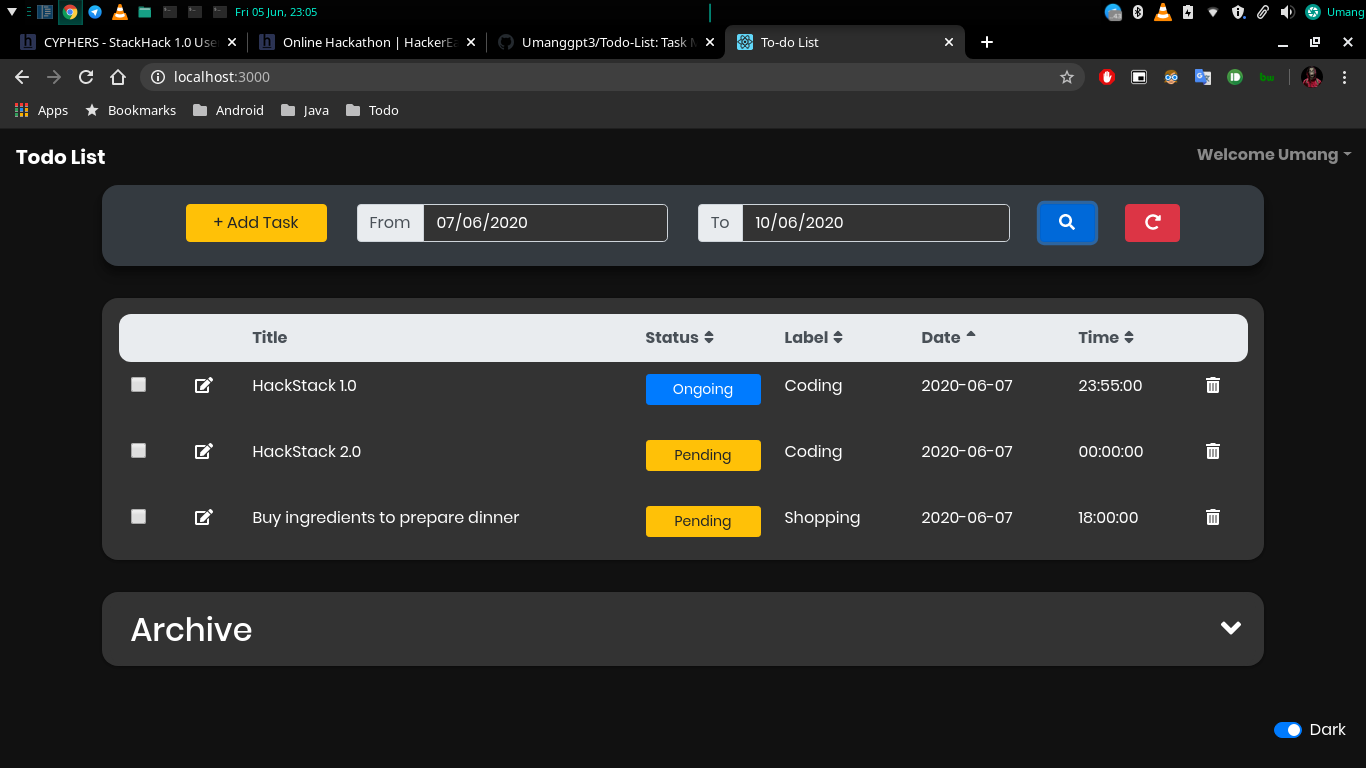 Fri 05 Jun, 23:05 Umang
CYPHERS - StackHack 1.0 Use Online Hackathon | HackerEa Umanggpt3/Todo-List: Task M To-do List
localhost:3000
Apps Bookmarks Android Java Todo
Todo List Welcome Umang
+ Add Task From 07/06/2020 To 10/06/2020
Title Status Label Date Time
HackStack 1.0 Ongoing Coding 2020-06-07 23:55:00
HackStack 2.0 Pending Coding 2020-06-07 00:00:00
Buy ingredients to prepare dinner Pending Shopping 2020-06-07 18:00:00
Archive
Dark